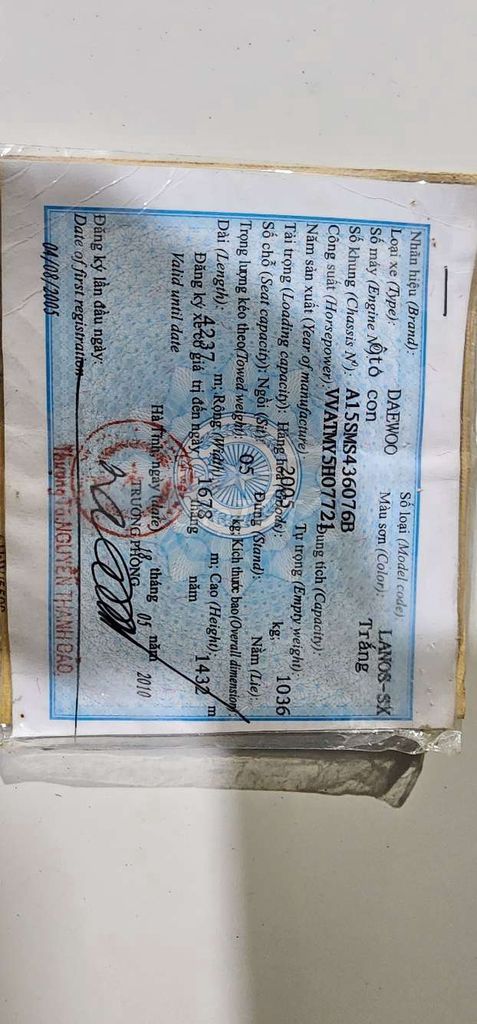 Nhãn hiệu (Brand): DAEWOO Số loại (Model code) LANOS-SX
Loại xe (Type): ôtô con Màu sơn (Color): Trắng
Số máy (Engine Nº): A15SMS436076B
Số khung (Chassis Nº): VVATMY5H07721
Công suất (Horsepower) Dung tích (Capacity):
Năm sản xuất (Year of manufacture) 2005 Tự trọng (Empty weight): 1036
Tải trọng (Loading capacity): Hàng hoá (Goods): kg;
Số chỗ (Seat capacity): Ngồi (Sit): 05 Đứng (Stand): Nằm (Lie):
Trọng lượng kéo theo(Towed weight: kg; Kích thước bao(Overall dimension)
Dài (Length): 4237 m; Rộng (Width) 1678 m; Cao (Height): 1432 m
Đăng ký xe có giá trị đến ngày tháng năm
Valid until date
Hà Tĩnh ngày (date) 18 tháng 05 năm 2010
TRƯỞNG PHÒNG
Đăng ký lần đầu ngày:
Date of first registration
04/08/2005
NGUYỄN THANH